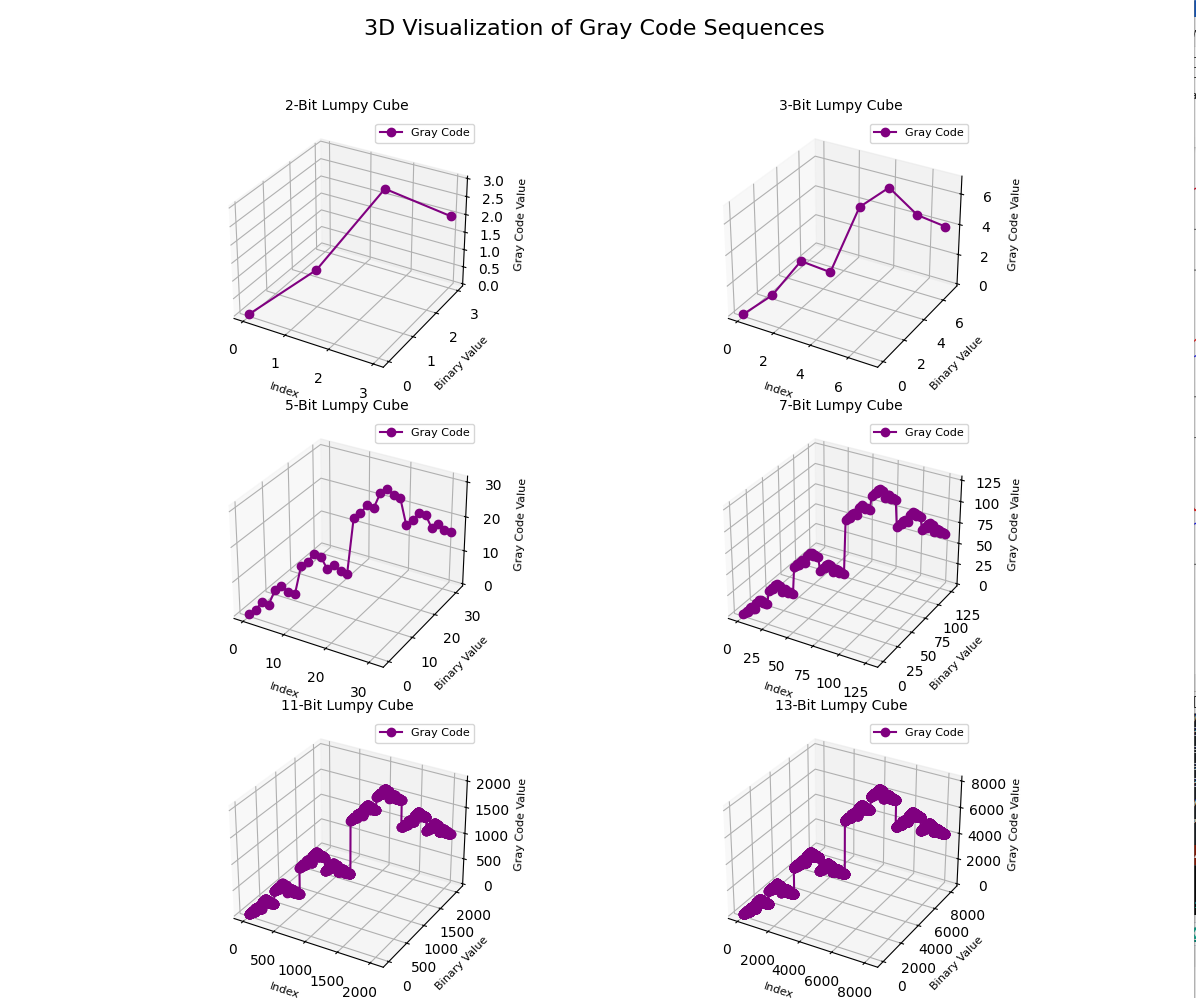 3D Visualization of Gray Code Sequences
2-Bit Lumpy Cube
Gray Code
3.0
2.5
2.0
1.5
1.0
0.5
0.0
Gray Code Value
0
1
2
3
Index
0
1
2
3
Binary Value
3-Bit Lumpy Cube
Gray Code
6
4
2
0
Gray Code Value
0
2
4
6
Index
0
2
4
6
Binary Value
5-Bit Lumpy Cube
Gray Code
30
20
10
0
Gray Code Value
0
10
20
30
Index
0
10
20
30
Binary Value
7-Bit Lumpy Cube
Gray Code
125
100
75
50
25
0
Gray Code Value
0
25
50
75
100
125
Index
0
25
50
75
100
125
Binary Value
11-Bit Lumpy Cube
Gray Code
2000
1500
1000
500
0
Gray Code Value
0
500
1000
1500
2000
Index
0
500
1000
1500
2000
Binary Value
13-Bit Lumpy Cube
Gray Code
8000
6000
4000
2000
0
Gray Code Value
0
2000
4000
6000
8000
Index
0
2000
4000
6000
8000
Binary Value